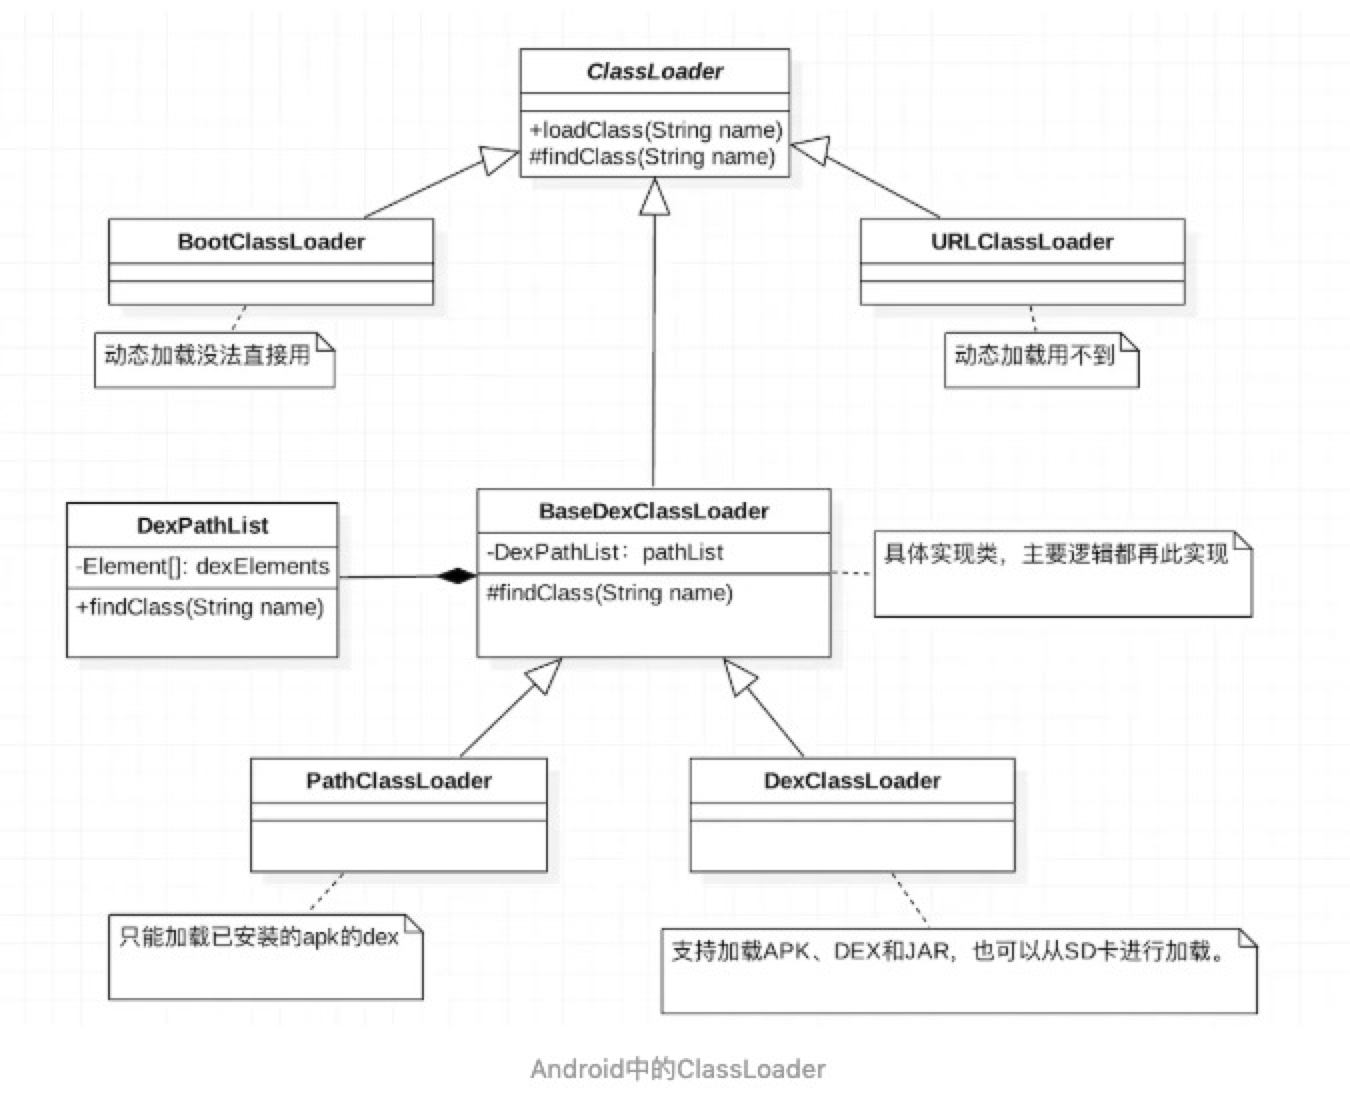 ClassLoader
+loadClass(String name)
#findClass(String name)
BootClassLoader
URLClassLoader
动态加载没法直接用
动态加载用不到
DexPathList
-Element[]: dexElements
+findClass(String name)
BaseDexClassLoader
-DexPathList：pathList
#findClass(String name)
具体实现类，主要逻辑都再此实现
PathClassLoader
DexClassLoader
只能加载已安装的apk的dex
支持加载APK、DEX和JAR，也可以从SD卡进行加载。
Android中的ClassLoader